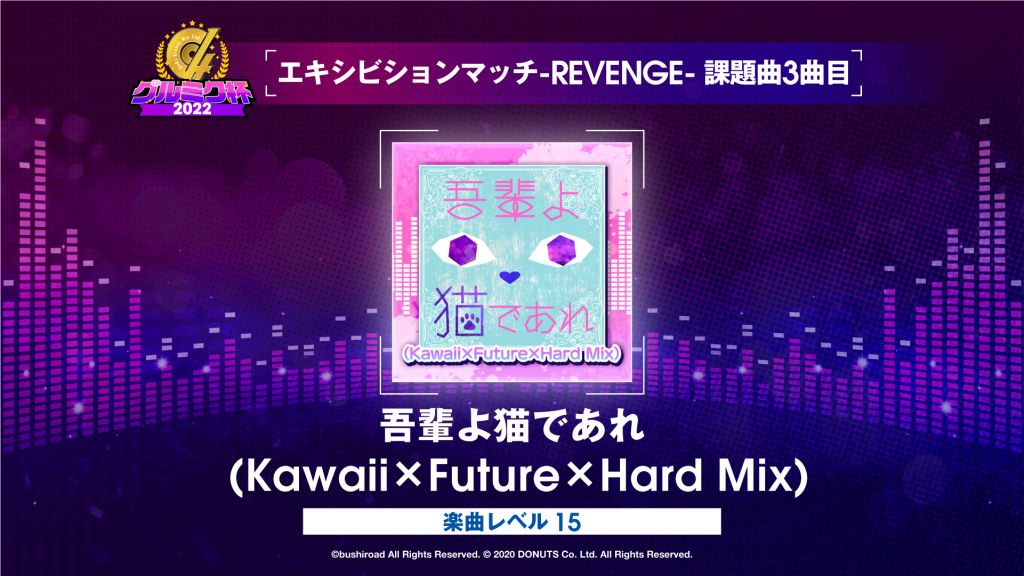 グルミク杯
2022
エキシビションマッチ-REVENGE- 課題曲3曲目
吾輩よ
猫であれ
(Kawaii×Future×Hard Mix)
吾輩よ猫であれ
(Kawaii×Future×Hard Mix)
楽曲レベル 15
©bushiroad All Rights Reserved. © 2020 DONUTS Co. Ltd. All Rights Reserved.